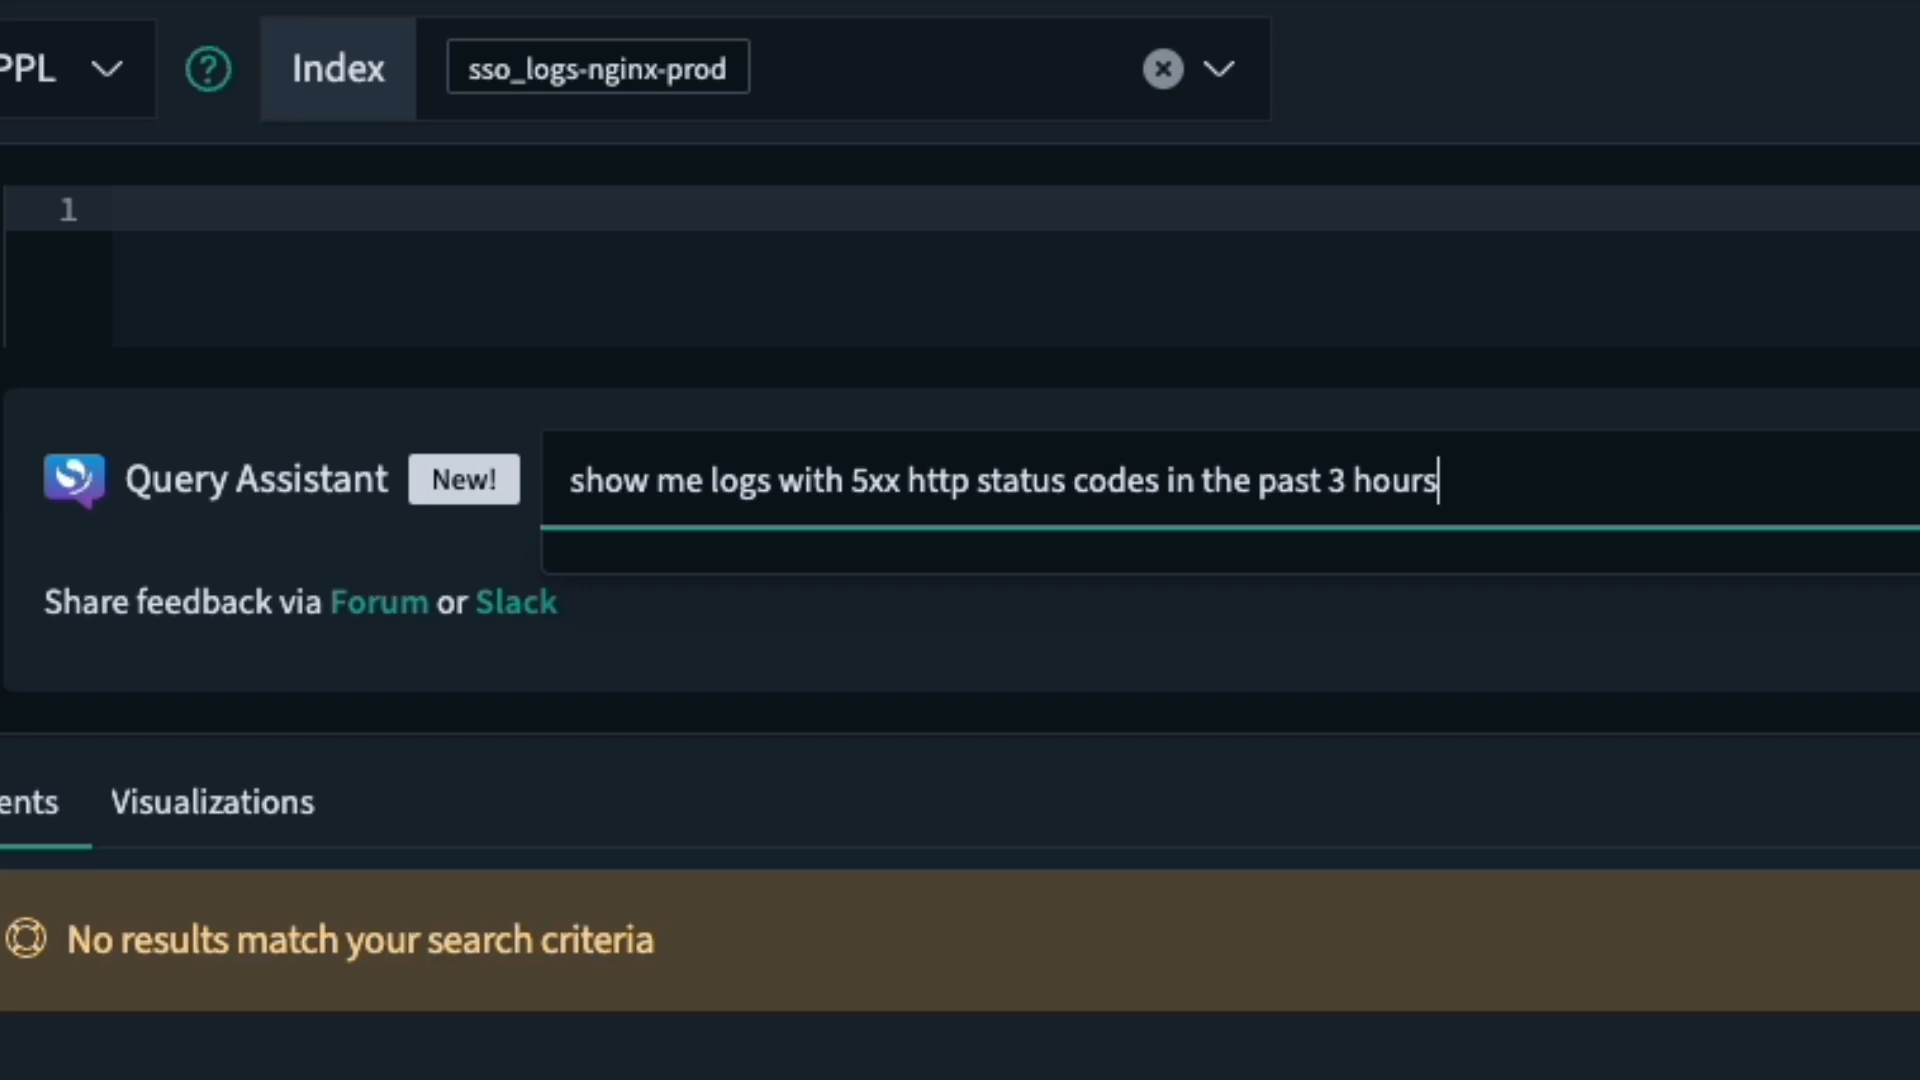 PPL
Index
sso_logs-nginx-prod
1
Query Assistant
New!
show me logs with 5xx http status codes in the past 3 hours
Share feedback via Forum or Slack
ents
Visualizations
No results match your search criteria